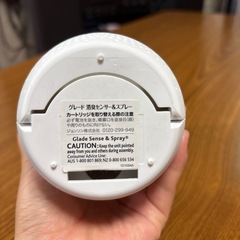 グレード 消臭センサー&スプレー
カートリッジを取り替える際の注意
ジョンソン株式会社 0120-299-949
Glade Sense & Spray®
CAUTION: Keep the unit pointed
away from you and others during assembly.
Consumer Advice Line:
AUS 1 800 801 869; NZ 0 800 656 534